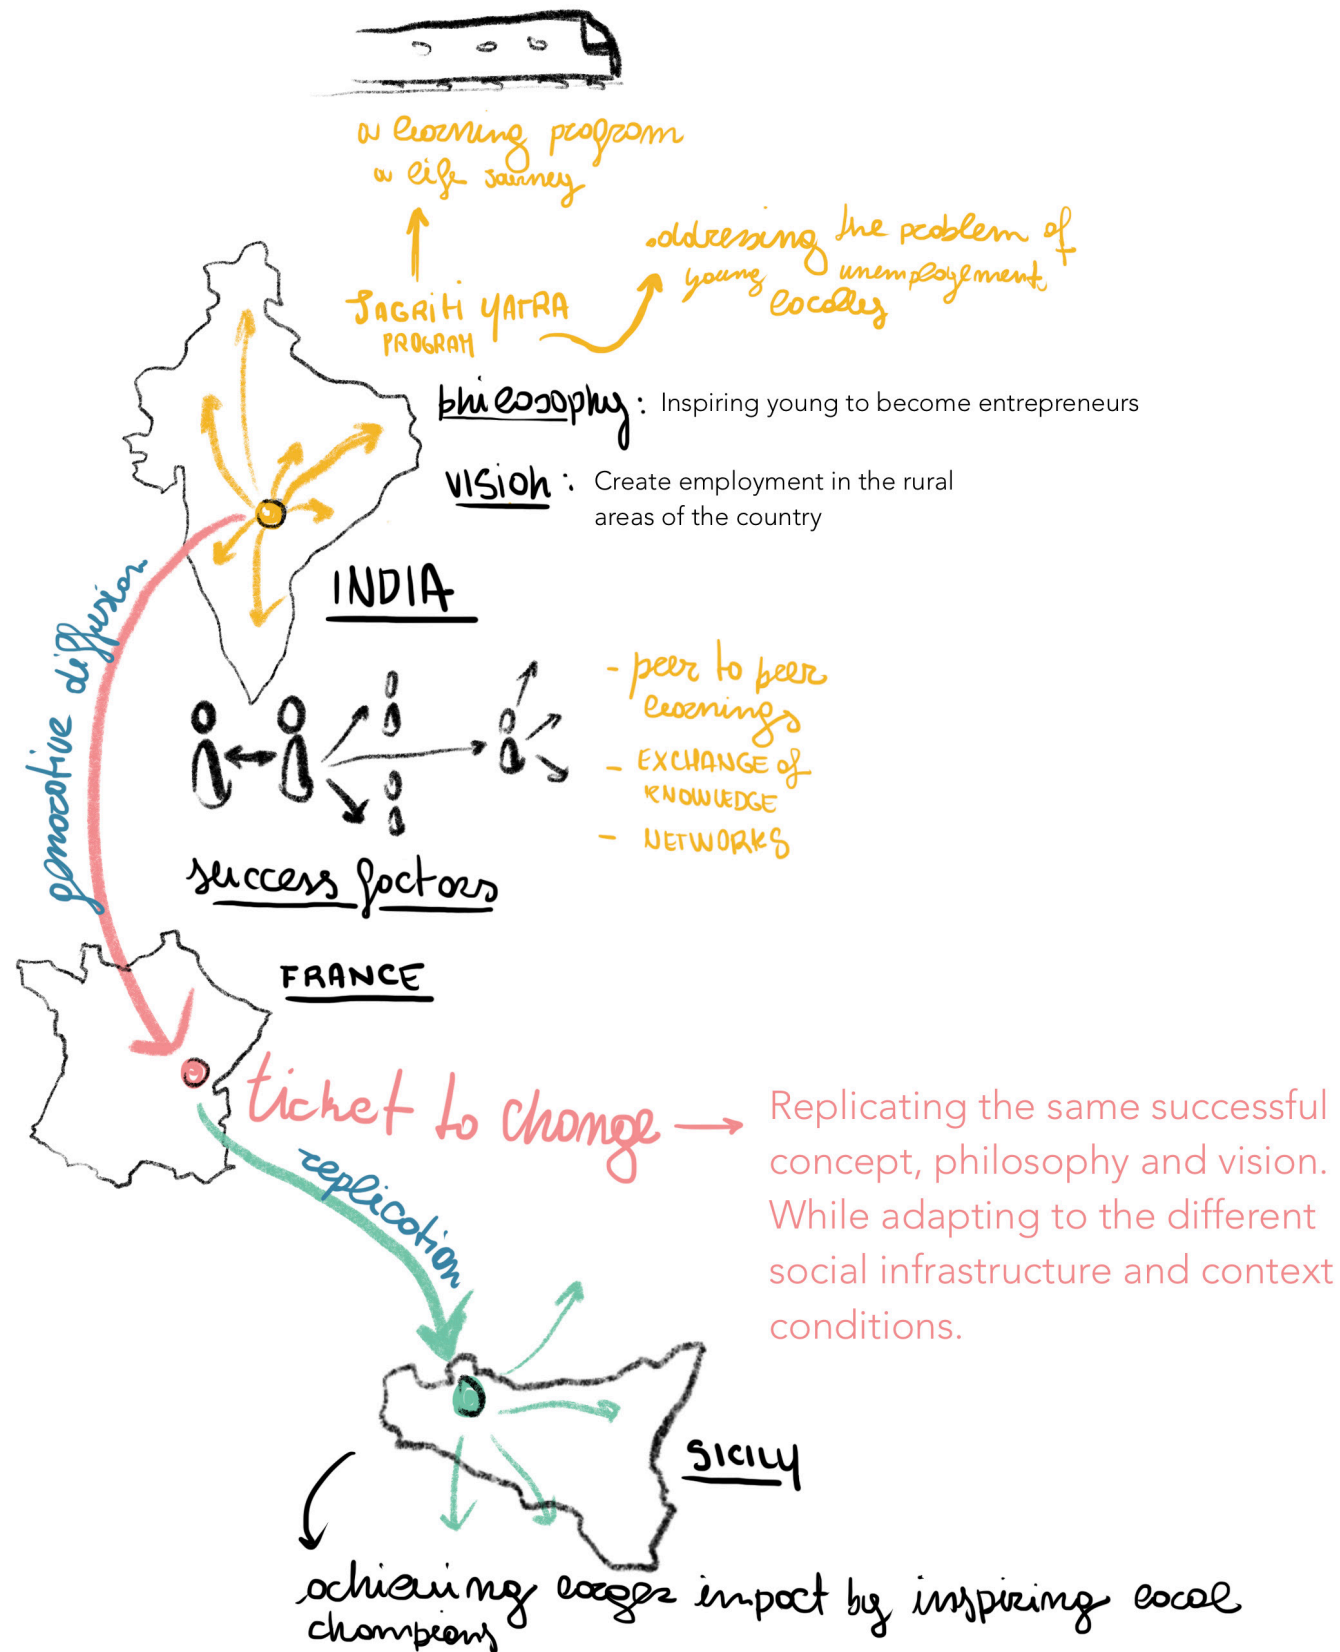 a learning program
a life journey
addressing the problem of
young unemployement
locally
JAGRITI YATRA
PROGRAM
philosophy: Inspiring young to become entrepreneurs
VISION: Create employment in the rural
areas of the country
INDIA
genorative diffusion
- peer to peer
learnings
- EXCHANGE of
KNOWLEDGE
- NETWORKS
success factors
FRANCE
ticket to change
Replicating the same successful
concept, philosophy and vision.
While adapting to the different
social infrastructure and context
conditions.
replication
SICILY
achieving larger impact by inspiring local
champions